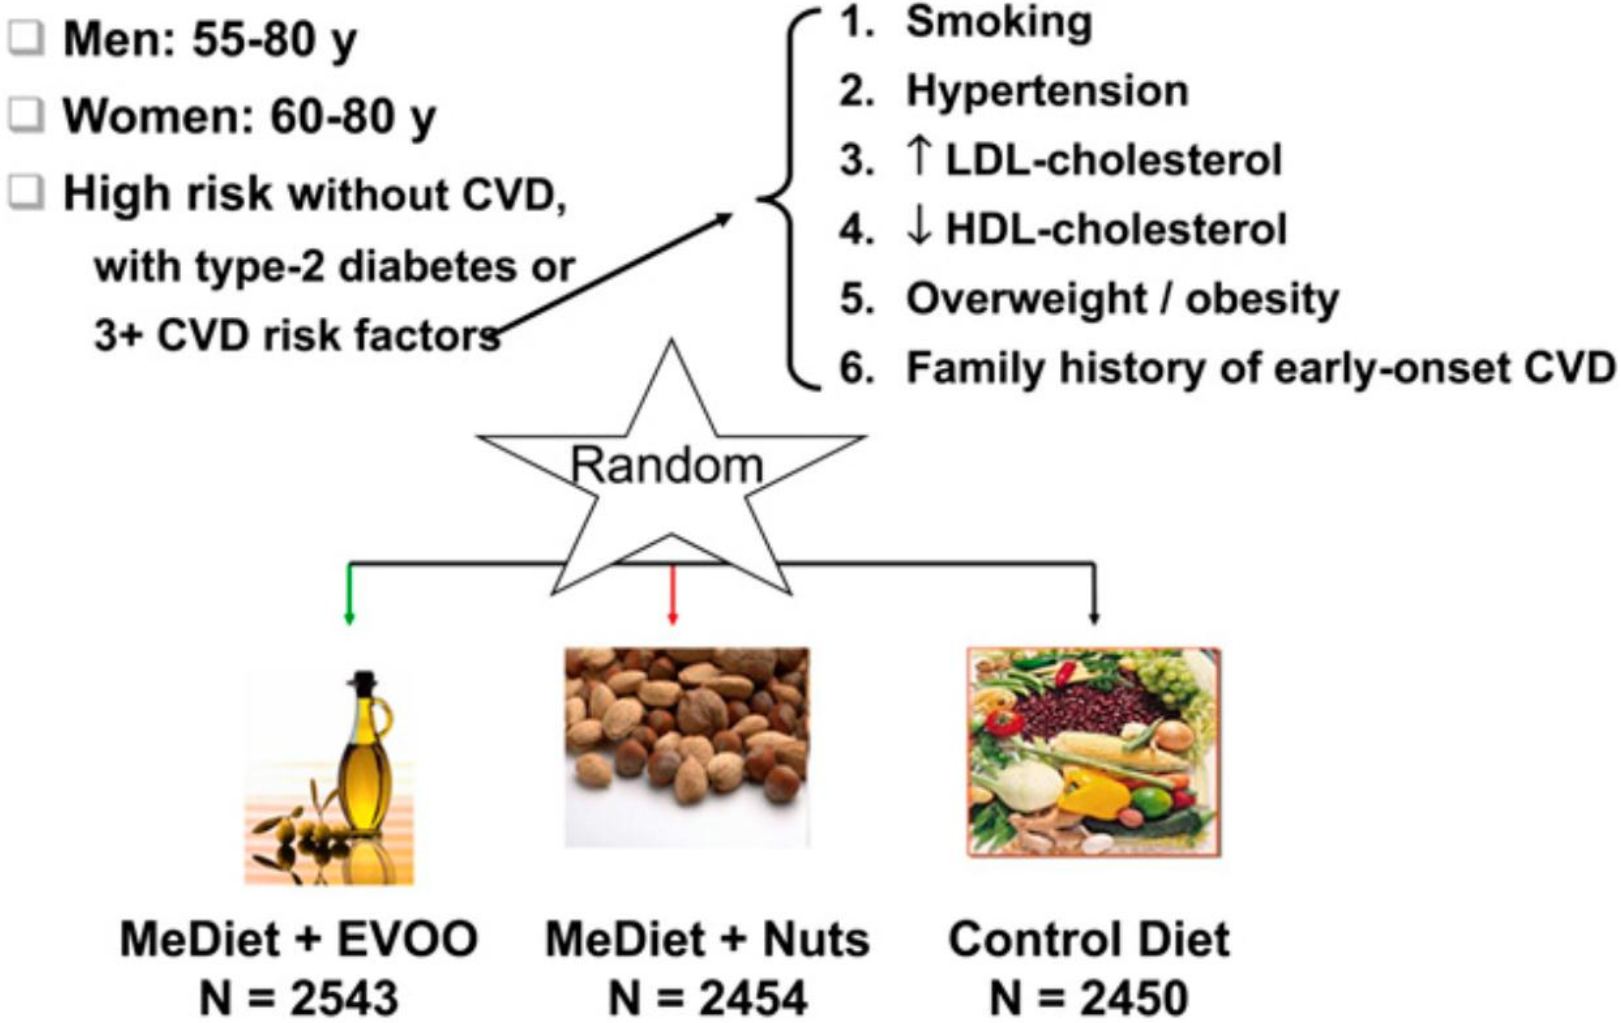 Men: 55-80 y
Women: 60-80 y
High risk without CVD,
with type-2 diabetes or
3+ CVD risk factors
1. Smoking
2. Hypertension
3. ↑ LDL-cholesterol
4. ↓ HDL-cholesterol
5. Overweight / obesity
6. Family history of early-onset CVD
Random
MeDiet + EVOO
N = 2543
MeDiet + Nuts
N = 2454
Control Diet
N = 2450